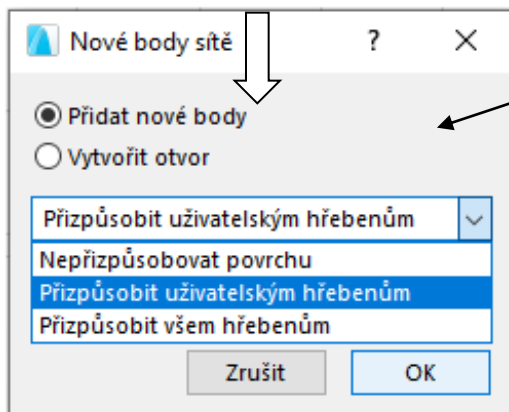 Nové body sítě ? ×
Přidat nové body
Vytvořit otvor
Přizpůsobit uživatelským hřebenům
Nepřizpůsobovat povrchu
Přizpůsobit uživatelským hřebenům
Přizpůsobit všem hřebenům
Zrušit OK